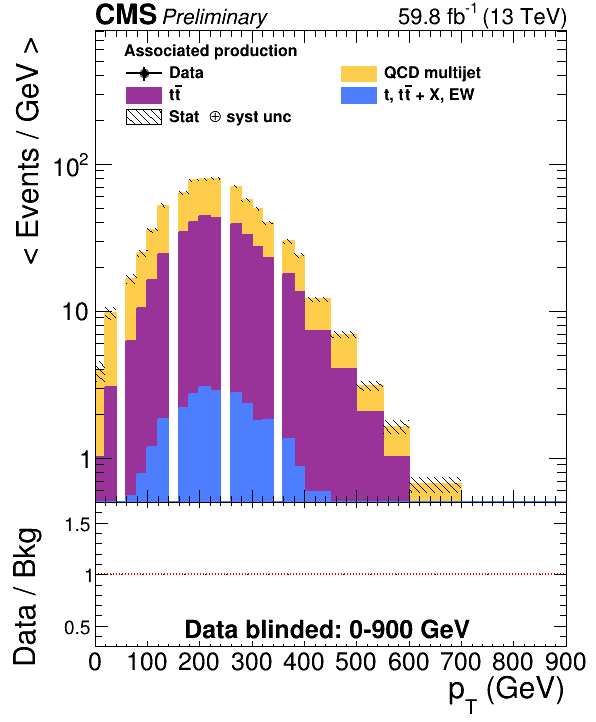 CMS Preliminary 59.8 fb⁻¹ (13 TeV)
Associated production
Data
QCD multijet
tt̄
t, tt̄ + X, EW
Stat ⊕ syst unc
< Events / GeV >
10²
10
1
Data / Bkg
1.5
1
0.5
Data blinded: 0-900 GeV
0 100 200 300 400 500 600 700 800 900
p_T (GeV)